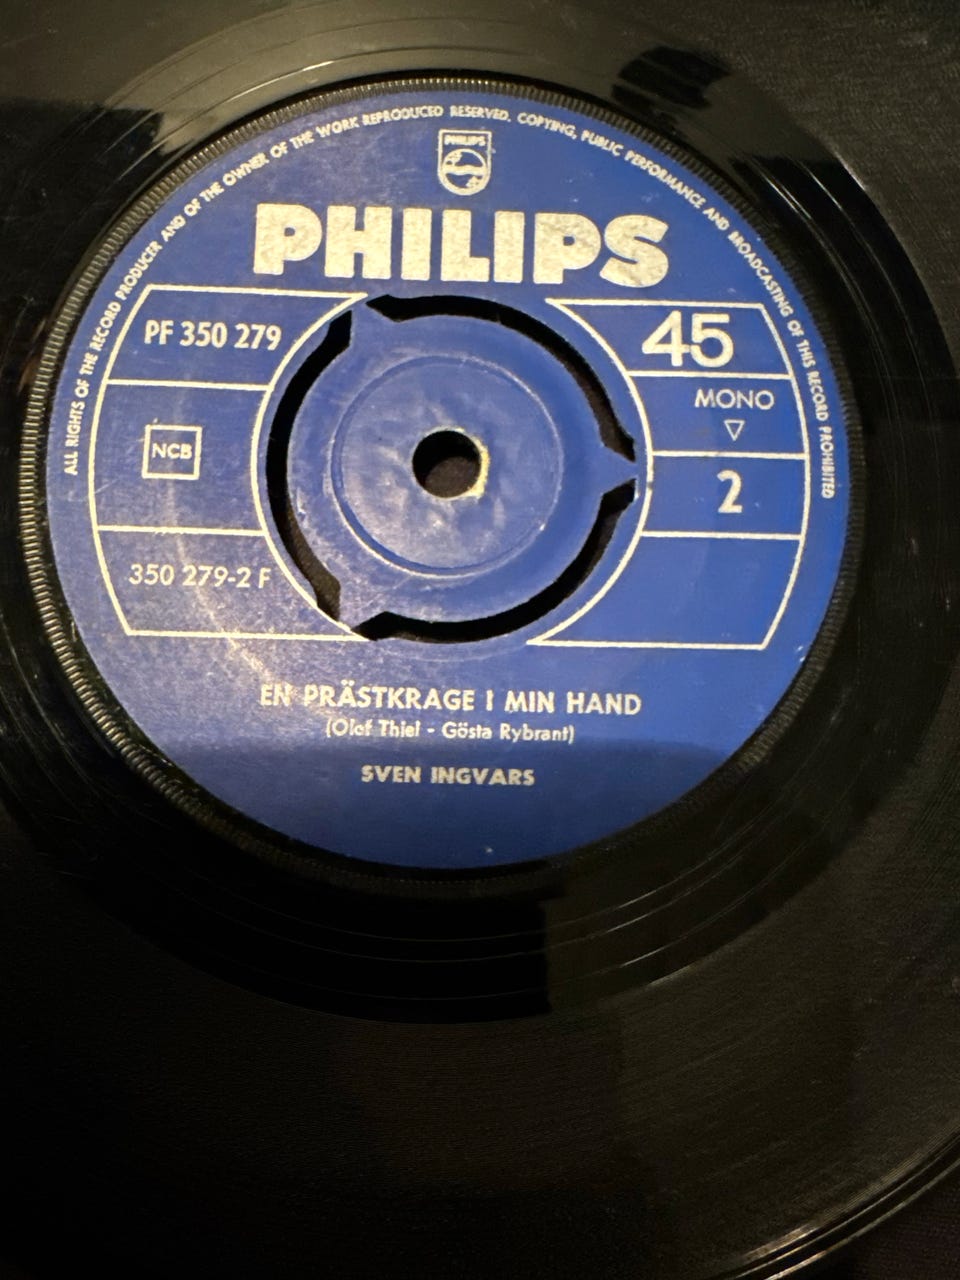 ALL RIGHTS OF THE RECORD PRODUCER AND OF THE OWNER OF THE WORK REPRODUCED RESERVED. COPYING, PUBLIC PERFORMANCE AND BROADCASTING OF THIS RECORD PROHIBITED
PHILIPS
PHILIPS
PF 350 279
45
MONO
NCB
2
350 279-2 F
EN PRÄSTKRAGE I MIN HAND
(Olof Thiel - Gösta Rybrant)
SVEN INGVARS